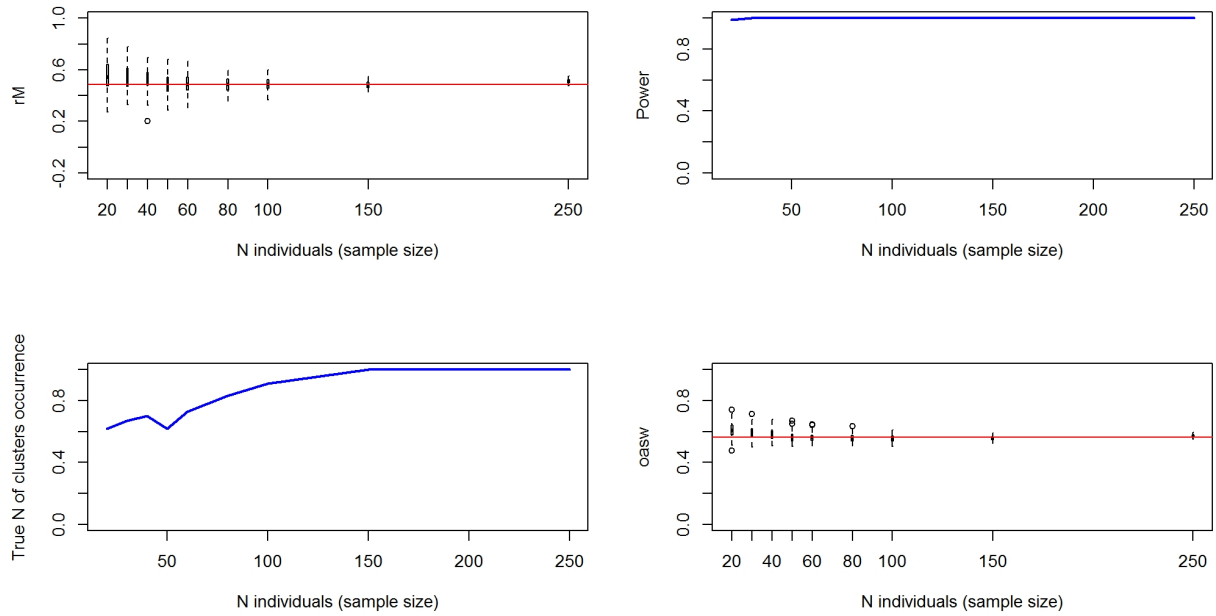 rM
1.0
0.6
0.2
-0.2
20 40 60 80 100 150 250
N individuals (sample size)
Power
0.8
0.4
0.0
50 100 150 200 250
N individuals (sample size)
True N of clusters occurrence
0.8
0.4
0.0
50 100 150 200 250
N individuals (sample size)
oasw
0.8
0.4
0.0
20 40 60 80 100 150 250
N individuals (sample size)